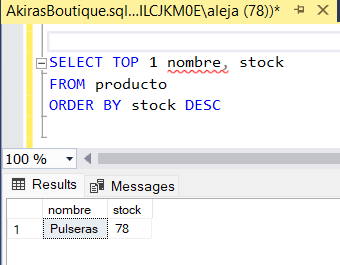 AkirasBoutique.sql...ILCJKM0E\aleja (78))*
SELECT TOP 1 nombre, stock
FROM producto
ORDER BY stock DESC
100 %
Results
Messages
nombre stock
1 Pulseras 78